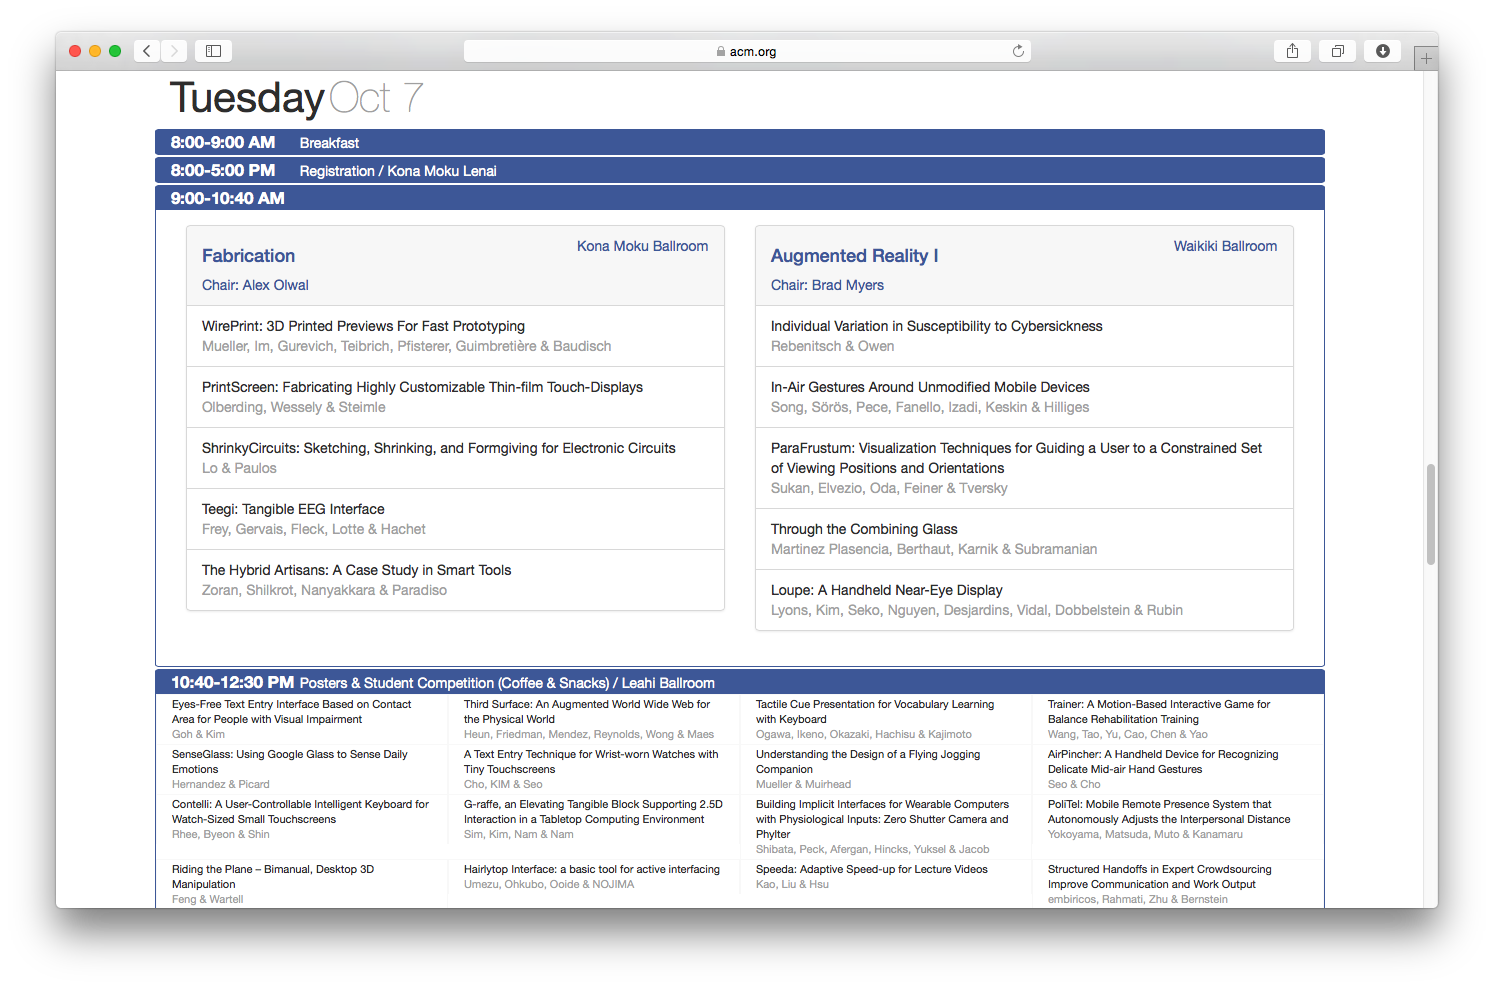 acm.org
Tuesday Oct 7
8:00-9:00 AM Breakfast
8:00-5:00 PM Registration / Kona Moku Lenai
9:00-10:40 AM
Fabrication
Kona Moku Ballroom
Chair: Alex Olwal
WirePrint: 3D Printed Previews For Fast Prototyping
Mueller, Im, Gurevich, Teibrich, Pfisterer, Guimbretière & Baudisch
PrintScreen: Fabricating Highly Customizable Thin-film Touch-Displays
Olberding, Wessely & Steimle
ShrinkyCircuits: Sketching, Shrinking, and Formgiving for Electronic Circuits
Lo & Paulos
Teegi: Tangible EEG Interface
Frey, Gervais, Fleck, Lotte & Hachet
The Hybrid Artisans: A Case Study in Smart Tools
Zoran, Shilkrot, Nanyakkara & Paradiso
Augmented Reality I
Waikiki Ballroom
Chair: Brad Myers
Individual Variation in Susceptibility to Cybersickness
Rebenitsch & Owen
In-Air Gestures Around Unmodified Mobile Devices
Song, Sörös, Pece, Fanello, Izadi, Keskin & Hilliges
ParaFrustum: Visualization Techniques for Guiding a User to a Constrained Set
of Viewing Positions and Orientations
Sukan, Elvezio, Oda, Feiner & Tversky
Through the Combining Glass
Martinez Plasencia, Berthaut, Karnik & Subramanian
Loupe: A Handheld Near-Eye Display
Lyons, Kim, Seko, Nguyen, Desjardins, Vidal, Dobbelstein & Rubin
10:40-12:30 PM Posters & Student Competition (Coffee & Snacks) / Leahi Ballroom
Eyes-Free Text Entry Interface Based on Contact
Area for People with Visual Impairment
Goh & Kim
Third Surface: An Augmented World Wide Web for
the Physical World
Heun, Friedman, Mendez, Reynolds, Wong & Maes
Tactile Cue Presentation for Vocabulary Learning
with Keyboard
Ogawa, Ikeno, Okazaki, Hachisu & Kajimoto
Trainer: A Motion-Based Interactive Game for
Balance Rehabilitation Training
Wang, Tao, Yu, Cao, Chen & Yao
SenseGlass: Using Google Glass to Sense Daily
Emotions
Hernandez & Picard
A Text Entry Technique for Wrist-worn Watches with
Tiny Touchscreens
Cho, KIM & Seo
Understanding the Design of a Flying Jogging
Companion
Mueller & Muirhead
AirPincher: A Handheld Device for Recognizing
Delicate Mid-air Hand Gestures
Seo & Cho
Contelli: A User-Controllable Intelligent Keyboard for
Watch-Sized Small Touchscreens
Rhee, Byeon & Shin
G-raffe, an Elevating Tangible Block Supporting 2.5D
Interaction in a Tabletop Computing Environment
Sim, Kim, Nam & Nam
Building Implicit Interfaces for Wearable Computers
with Physiological Inputs: Zero Shutter Camera and
Phylter
Shibata, Peck, Afergan, Hincks, Yuksel & Jacob
PoliTel: Mobile Remote Presence System that
Autonomously Adjusts the Interpersonal Distance
Yokoyama, Matsuda, Muto & Kanamaru
Riding the Plane – Bimanual, Desktop 3D
Manipulation
Feng & Wartell
Hairlytop Interface: a basic tool for active interfacing
Umezu, Ohkubo, Ooide & NOJIMA
Speeda: Adaptive Speed-up for Lecture Videos
Kao, Liu & Hsu
Structured Handoffs in Expert Crowdsourcing
Improve Communication and Work Output
embiricos, Rahmati, Zhu & Bernstein